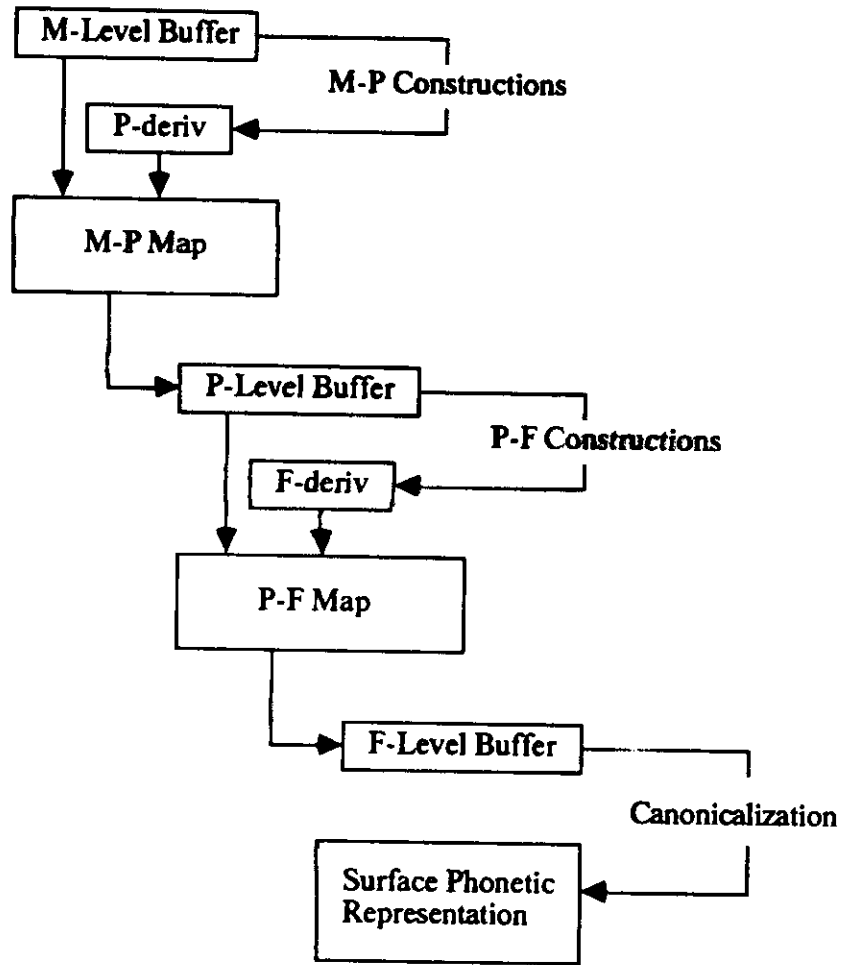 M-Level Buffer
M-P Constructions
P-deriv
M-P Map
P-Level Buffer
P-F Constructions
F-deriv
P-F Map
F-Level Buffer
Canonicalization
Surface Phonetic
Representation